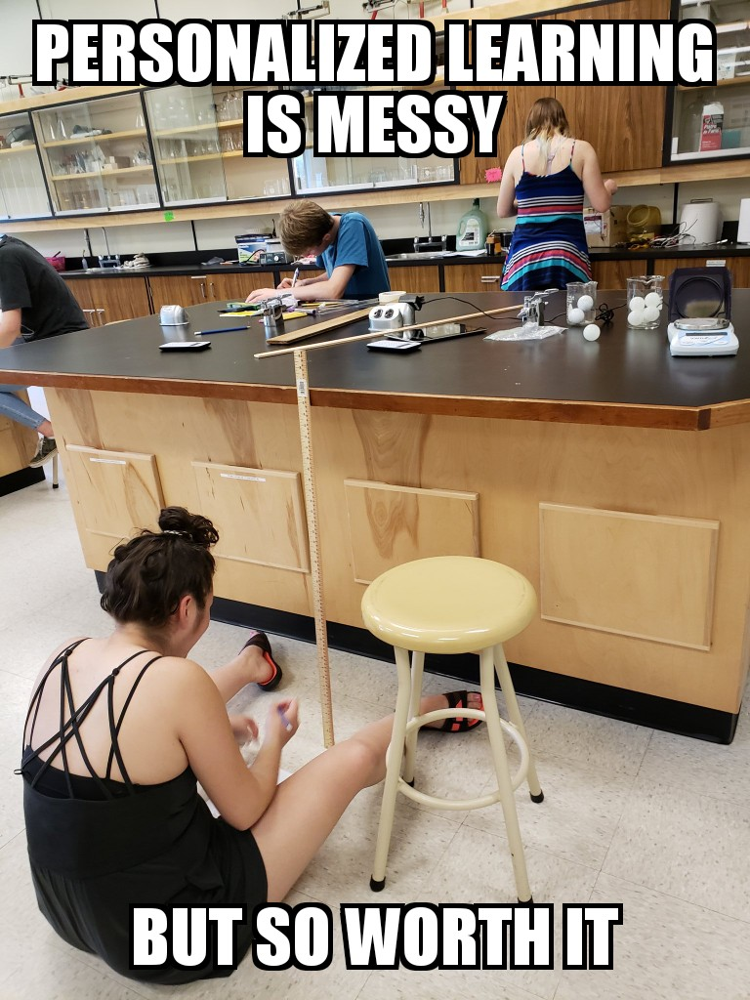 PERSONALIZED LEARNING
IS MESSY
BUT SO WORTH IT